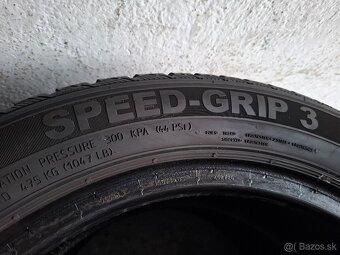 SPEED-GRIP 3
ATION PRESSURE 300 KPA (44 PSI)
D 475 KG (1047 LB)
Bazos.sk